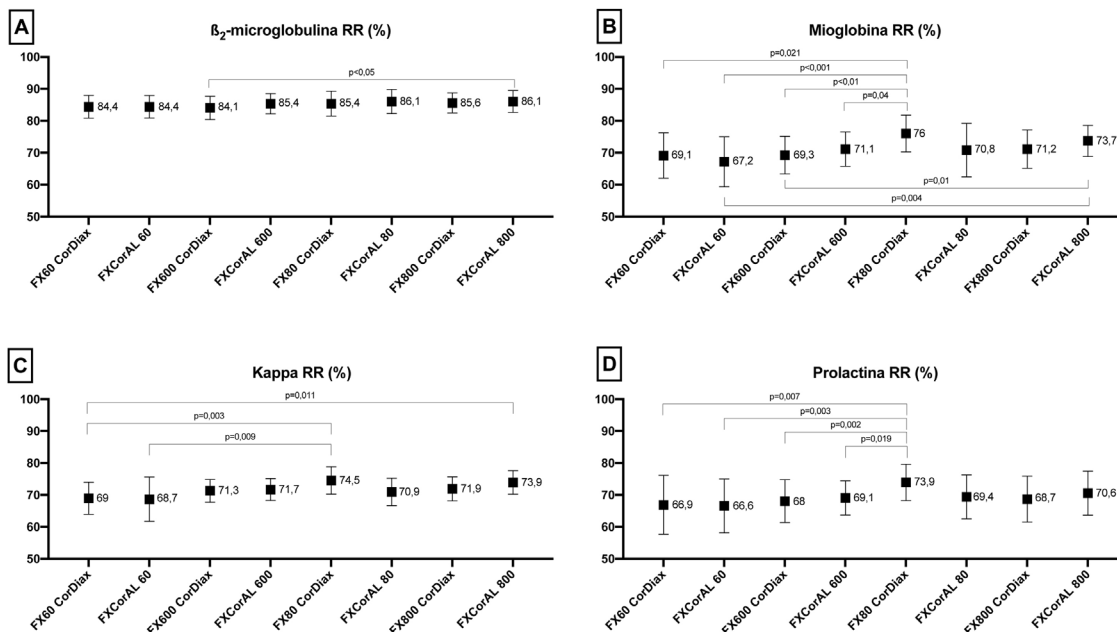 A
ß₂-microglobulina RR (%)
100
90
80
70
60
50
p<0,05
84,4
84,4
84,1
85,4
85,4
86,1
85,6
86,1
FX60 CorDiax
FXCorAL 60
FX600 CorDiax
FXCorAL 600
FX80 CorDiax
FXCorAL 80
FX800 CorDiax
FXCorAL 800
B
Mioglobina RR (%)
100
90
80
70
60
50
p=0,021
p<0,001
p<0,01
p=0,04
69,1
67,2
69,3
71,1
76
70,8
71,2
73,7
p=0,01
p=0,004
FX60 CorDiax
FXCorAL 60
FX600 CorDiax
FXCorAL 600
FX80 CorDiax
FXCorAL 80
FX800 CorDiax
FXCorAL 800
C
Kappa RR (%)
100
90
80
70
60
50
p=0,011
p=0,003
p=0,009
69
68,7
71,3
71,7
74,5
70,9
71,9
73,9
FX60 CorDiax
FXCorAL 60
FX600 CorDiax
FXCorAL 600
FX80 CorDiax
FXCorAL 80
FX800 CorDiax
FXCorAL 800
D
Prolactina RR (%)
100
90
80
70
60
50
p=0,007
p=0,003
p=0,002
p=0,019
66,9
66,6
68
69,1
73,9
69,4
68,7
70,6
FX60 CorDiax
FXCorAL 60
FX600 CorDiax
FXCorAL 600
FX80 CorDiax
FXCorAL 80
FX800 CorDiax
FXCorAL 800